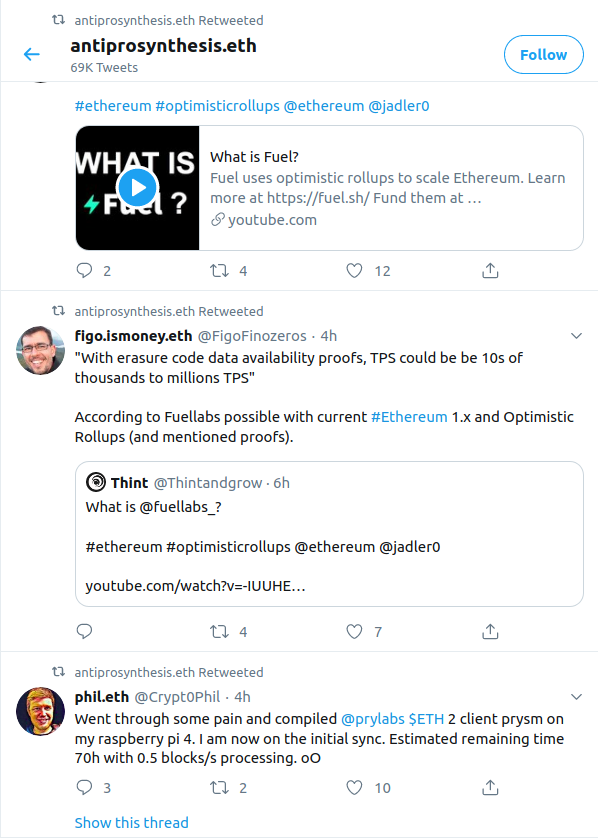 antiprosynthesis.eth Retweeted
antiprosynthesis.eth
69K Tweets
Follow
#ethereum #optimisticrollups @ethereum @jadler0
WHAT IS
Fuel ?
What is Fuel?
Fuel uses optimistic rollups to scale Ethereum. Learn
more at https://fuel.sh/ Fund them at …
youtube.com
2 4 12
antiprosynthesis.eth Retweeted
figo.ismoney.eth @FigoFinozeros · 4h
"With erasure code data availability proofs, TPS could be be 10s of
thousands to millions TPS"
According to Fuellabs possible with current #Ethereum 1.x and Optimistic
Rollups (and mentioned proofs).
Thint @Thintandgrow · 6h
What is @fuellabs_?
#ethereum #optimisticrollups @ethereum @jadler0
youtube.com/watch?v=-IUUHE…
4 7
antiprosynthesis.eth Retweeted
phil.eth @Crypt0Phil · 4h
Went through some pain and compiled @prylabs $ETH 2 client prysm on
my raspberry pi 4. I am now on the initial sync. Estimated remaining time
70h with 0.5 blocks/s processing. oO
3 2 10
Show this thread